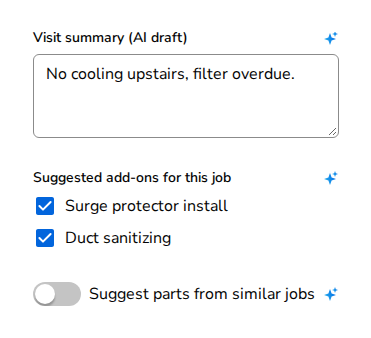 Visit summary (AI draft)
No cooling upstairs, filter overdue.
Suggested add-ons for this job
Surge protector install
Duct sanitizing
Suggest parts from similar jobs